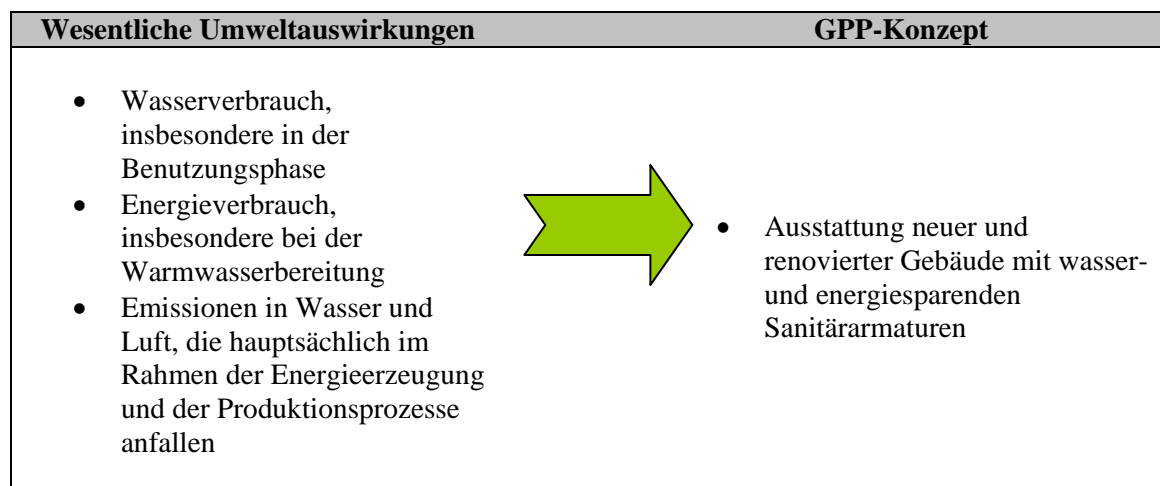 Wesentliche Umweltauswirkungen GPP-Konzept
• Wasserverbrauch,
insbesondere in der
Benutzungsphase
• Energieverbrauch,
insbesondere bei der
Warmwasserbereitung
• Emissionen in Wasser und
Luft, die hauptsächlich im
Rahmen der Energieerzeugung
und der Produktionsprozesse
anfallen
• Ausstattung neuer und
renovierter Gebäude mit wasser-
und energiesparenden
Sanitärarmaturen